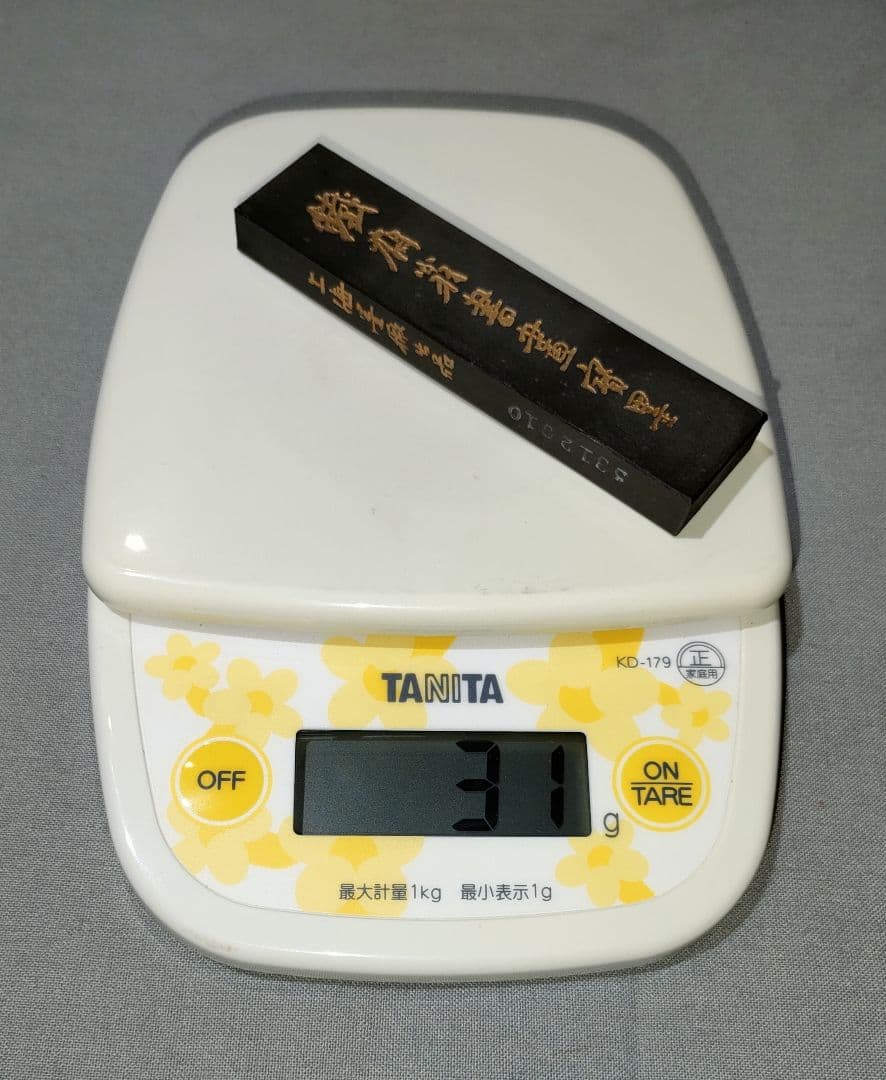 鐵齋翁書畫寶墨
上海墨厰出品
KD-179
正
家庭用
TANITA
OFF
31
g
ON
TARE
最大計量1kg 最小表示1g